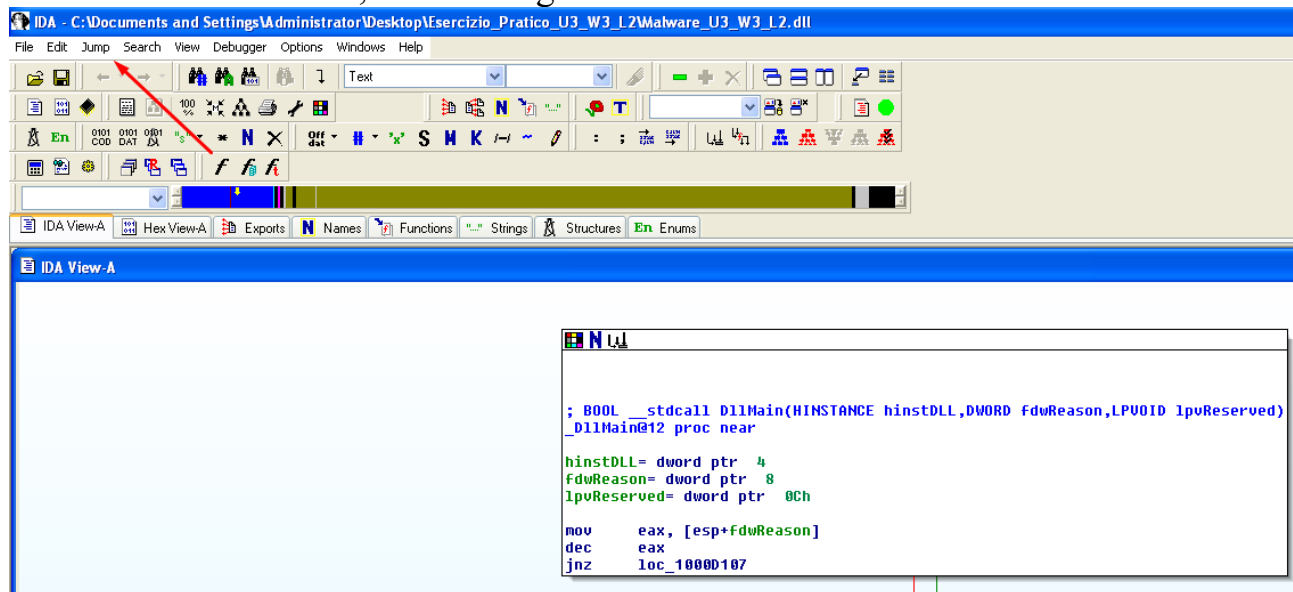 IDA - C:\Documents and Settings\Administrator\Desktop\Esercizio_Pratico_U3_W3_L2\Malware_U3_W3_L2.dll
File Edit Jump Search View Debugger Options Windows Help
Text
En
S M K
IDA View-A Hex View-A Exports N Names Functions Strings Structures En Enums
IDA View-A
N
; BOOL __stdcall DllMain(HINSTANCE hinstDLL,DWORD fdwReason,LPVOID lpvReserved)
_DllMain@12 proc near
hinstDLL= dword ptr 4
fdwReason= dword ptr 8
lpvReserved= dword ptr 0Ch
mov eax, [esp+fdwReason]
dec eax
jnz loc_1000D107